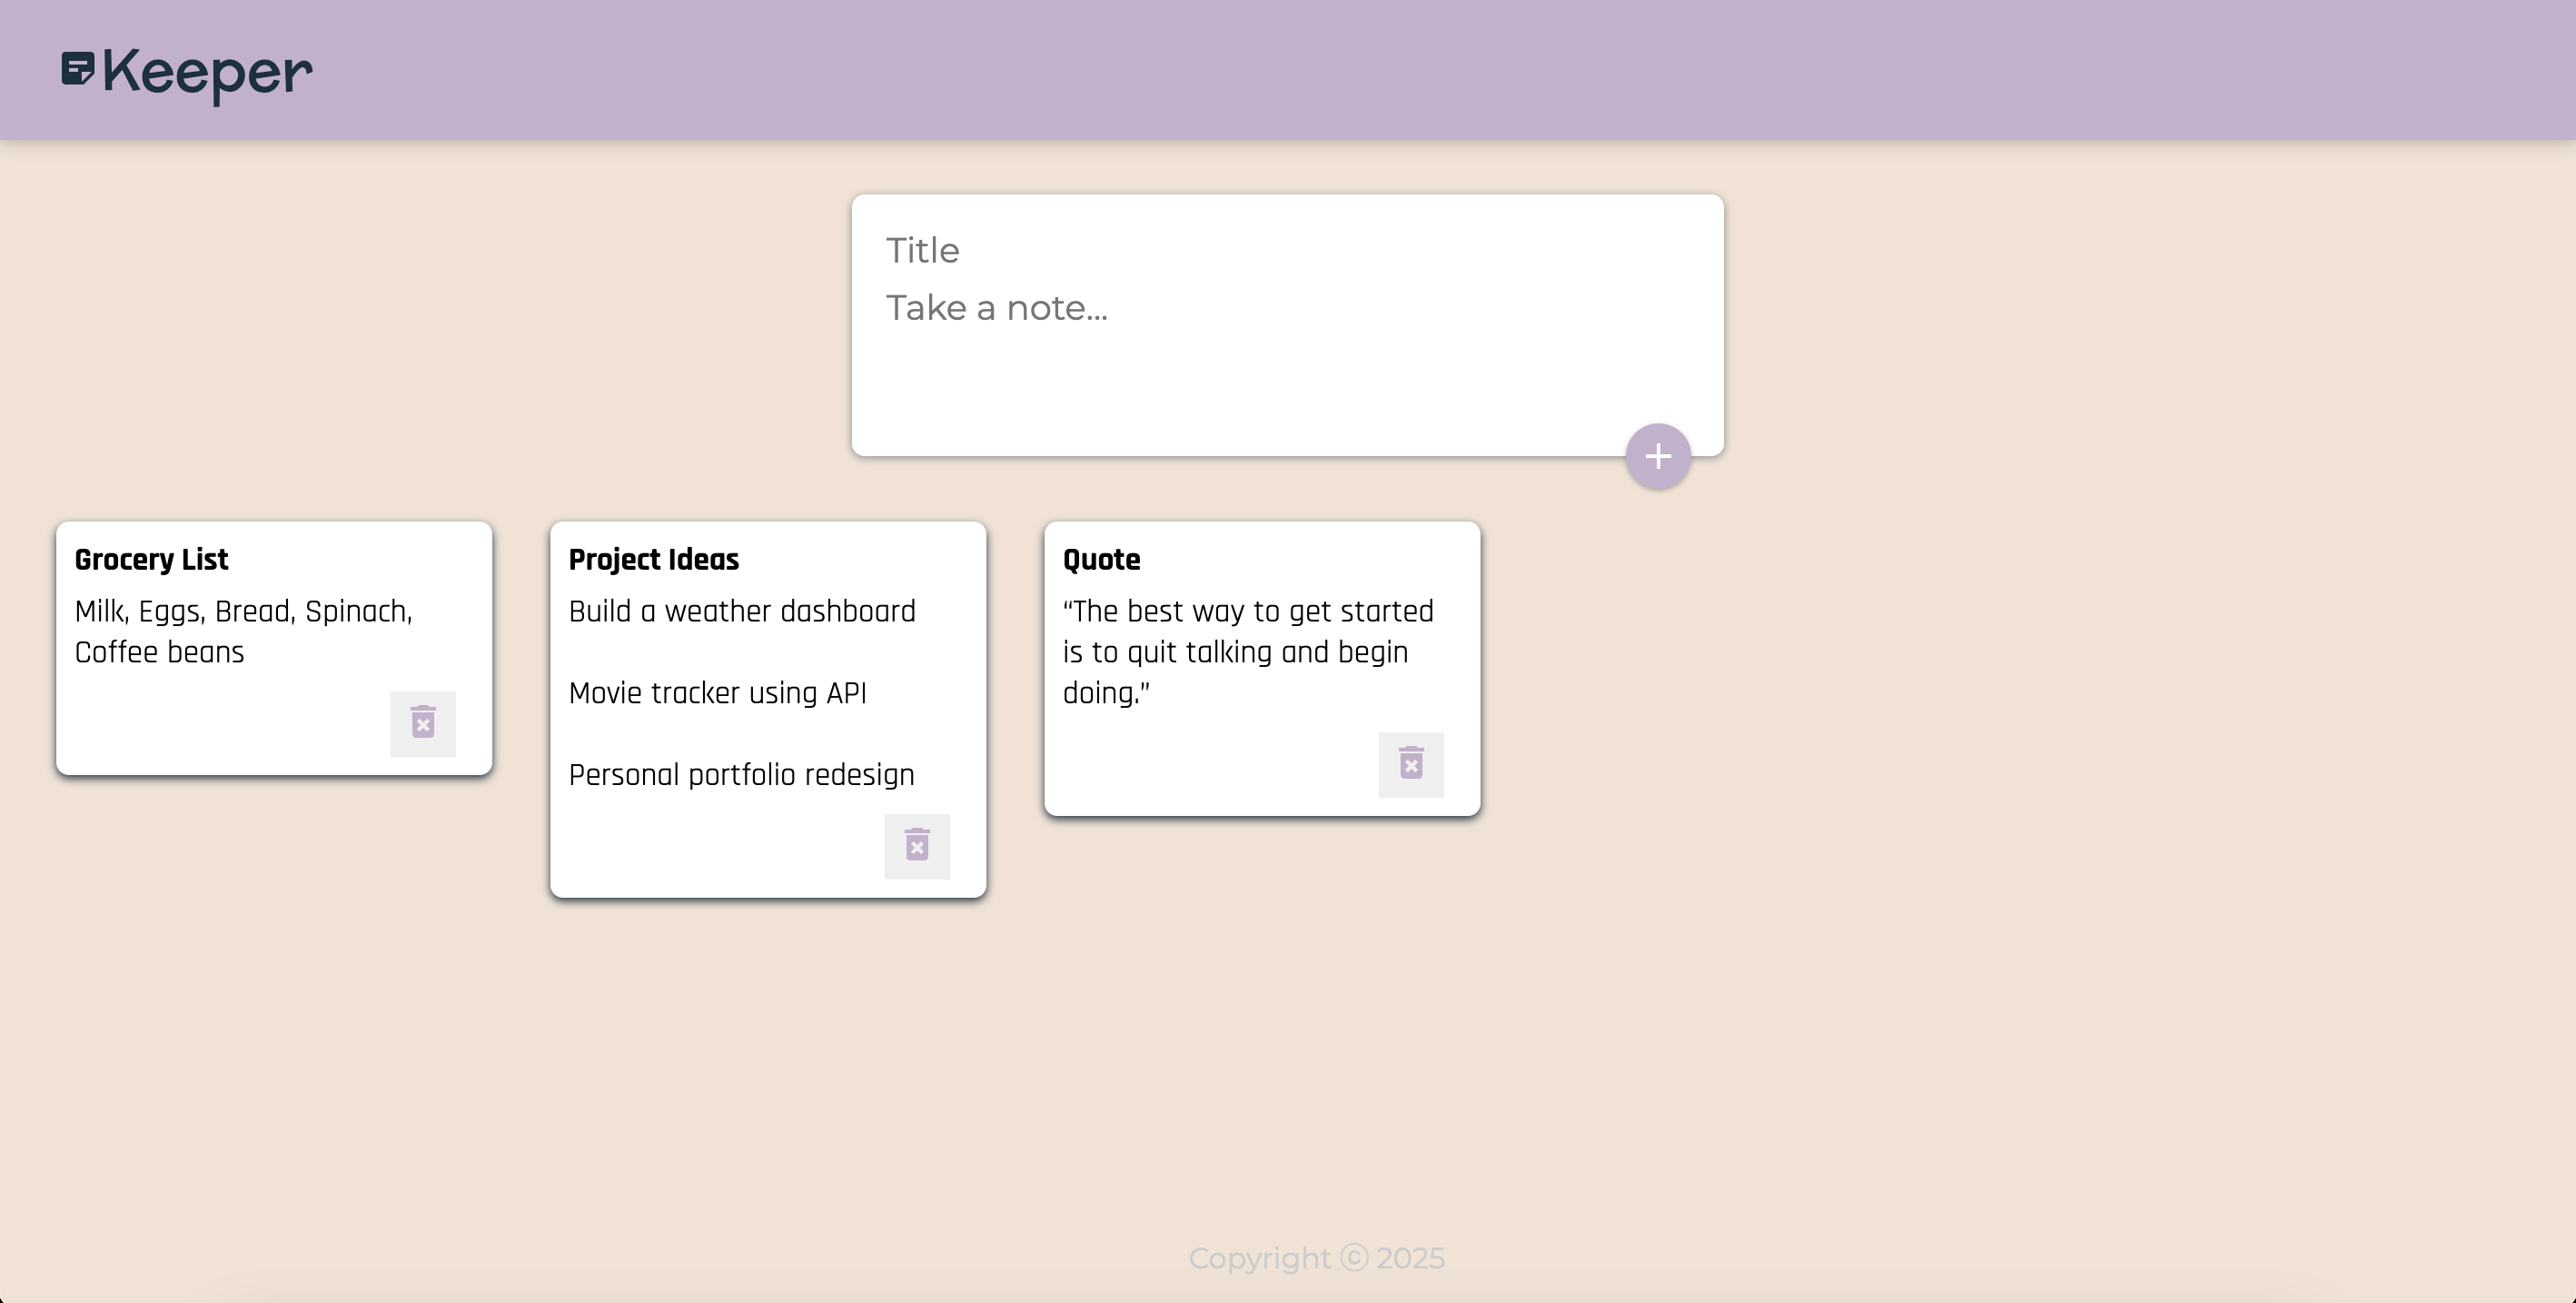 Keeper
Title
Take a note...
Grocery List
Milk, Eggs, Bread, Spinach,
Coffee beans
Project Ideas
Build a weather dashboard
Movie tracker using API
Personal portfolio redesign
Quote
“The best way to get started
is to quit talking and begin
doing.”
Copyright ⓒ 2025